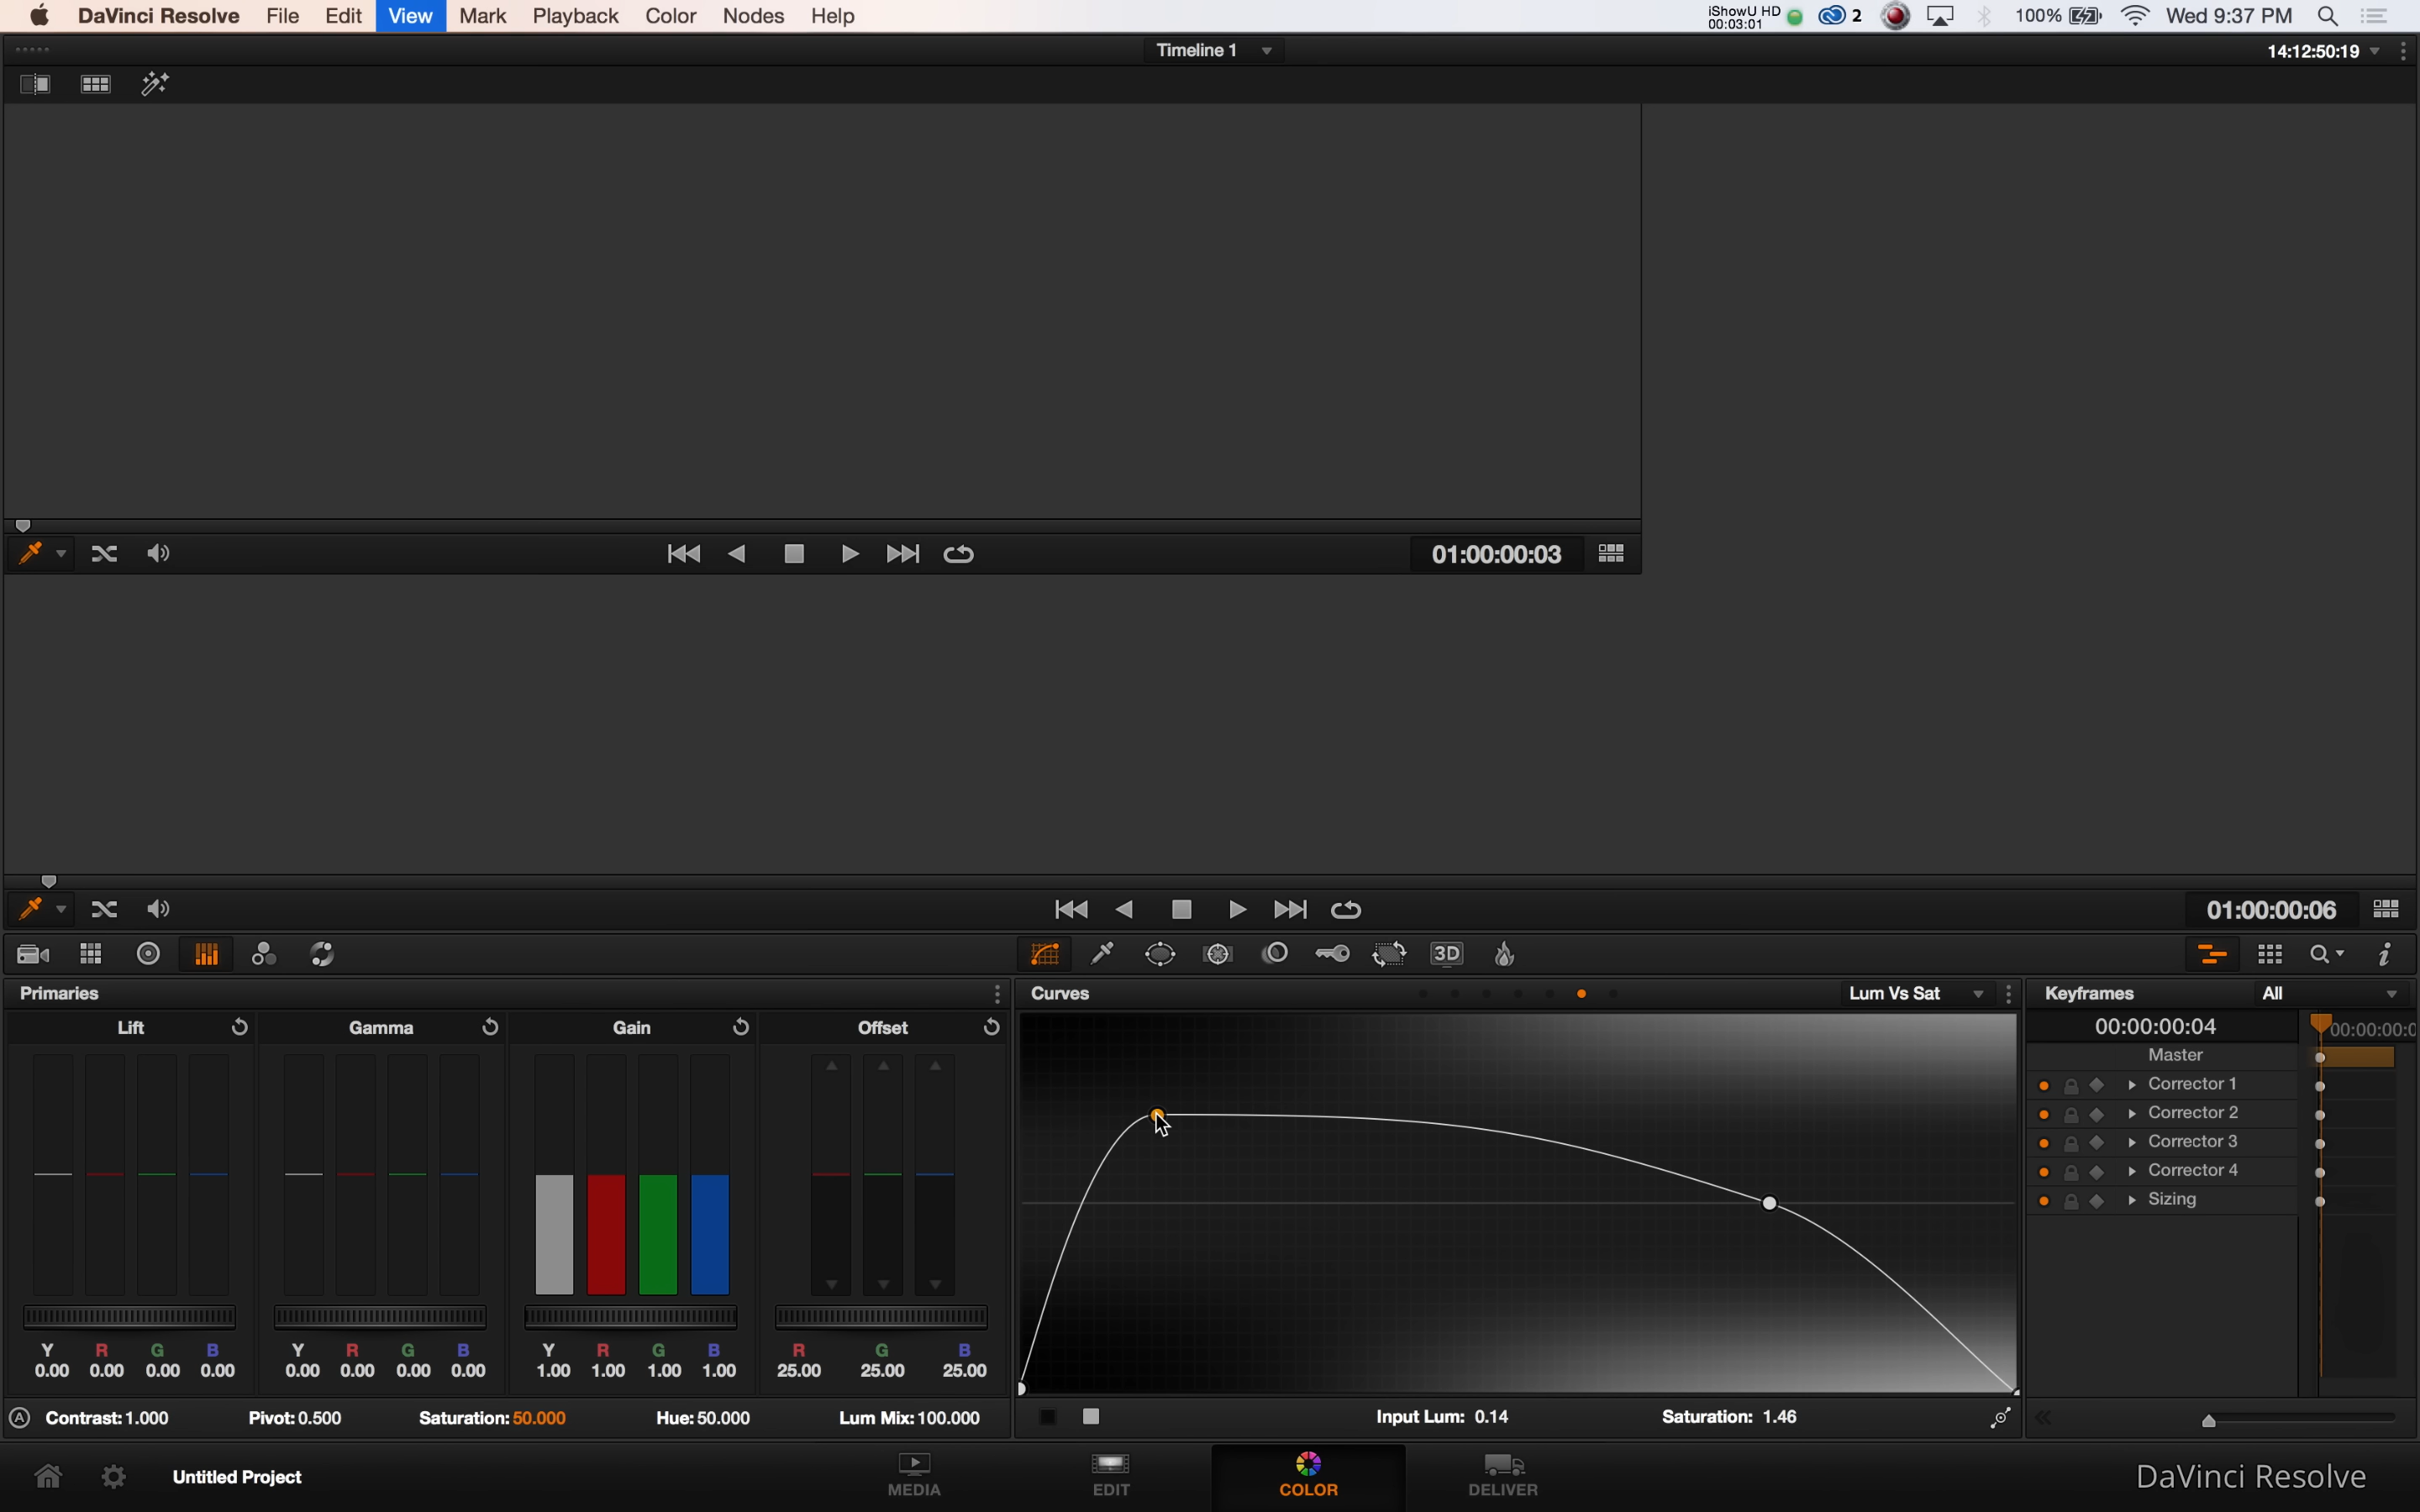 DaVinci Resolve File Edit View Mark Playback Color Nodes Help iShowU HD 00:03:01 2 100% Wed 9:37 PM
Timeline 1 14:12:50:19
01:00:00:03
01:00:00:06
3D
Primaries
Lift Gamma Gain Offset
Y R G B Y R G B Y R G B R G B
0.00 0.00 0.00 0.00 0.00 0.00 0.00 0.00 1.00 1.00 1.00 1.00 25.00 25.00 25.00
A Contrast:1.000 Pivot:0.500 Saturation:50.000 Hue:50.000 Lum Mix:100.000
Curves Lum Vs Sat
Input Lum: 0.14 Saturation: 1.46
Keyframes All
00:00:00:04 00:00:00:0
Master
Corrector 1
Corrector 2
Corrector 3
Corrector 4
Sizing
Untitled Project MEDIA EDIT COLOR DELIVER DaVinci Resolve